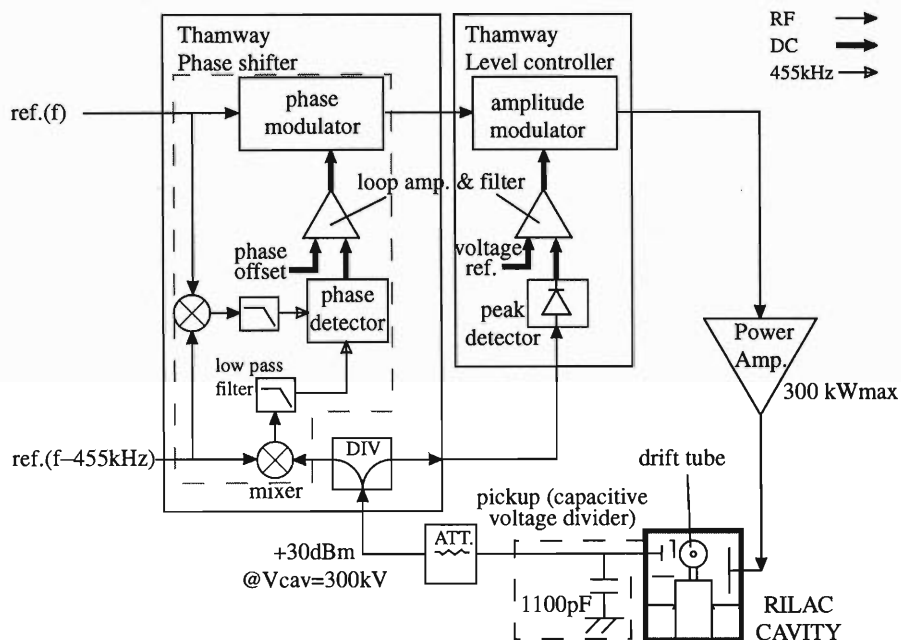 Thamway
Phase shifter
Thamway
Level controller
RF
DC
455kHz
ref.(f)
phase
modulator
amplitude
modulator
loop amp. & filter
phase
offset
voltage
ref.
phase
detector
peak
detector
Power
Amp.
300 kWmax
low pass
filter
ref.(f–455kHz)
mixer
DIV
drift tube
pickup (capacitive
voltage divider)
+30dBm
@Vcav=300kV
ATT.
1100pF
RILAC
CAVITY